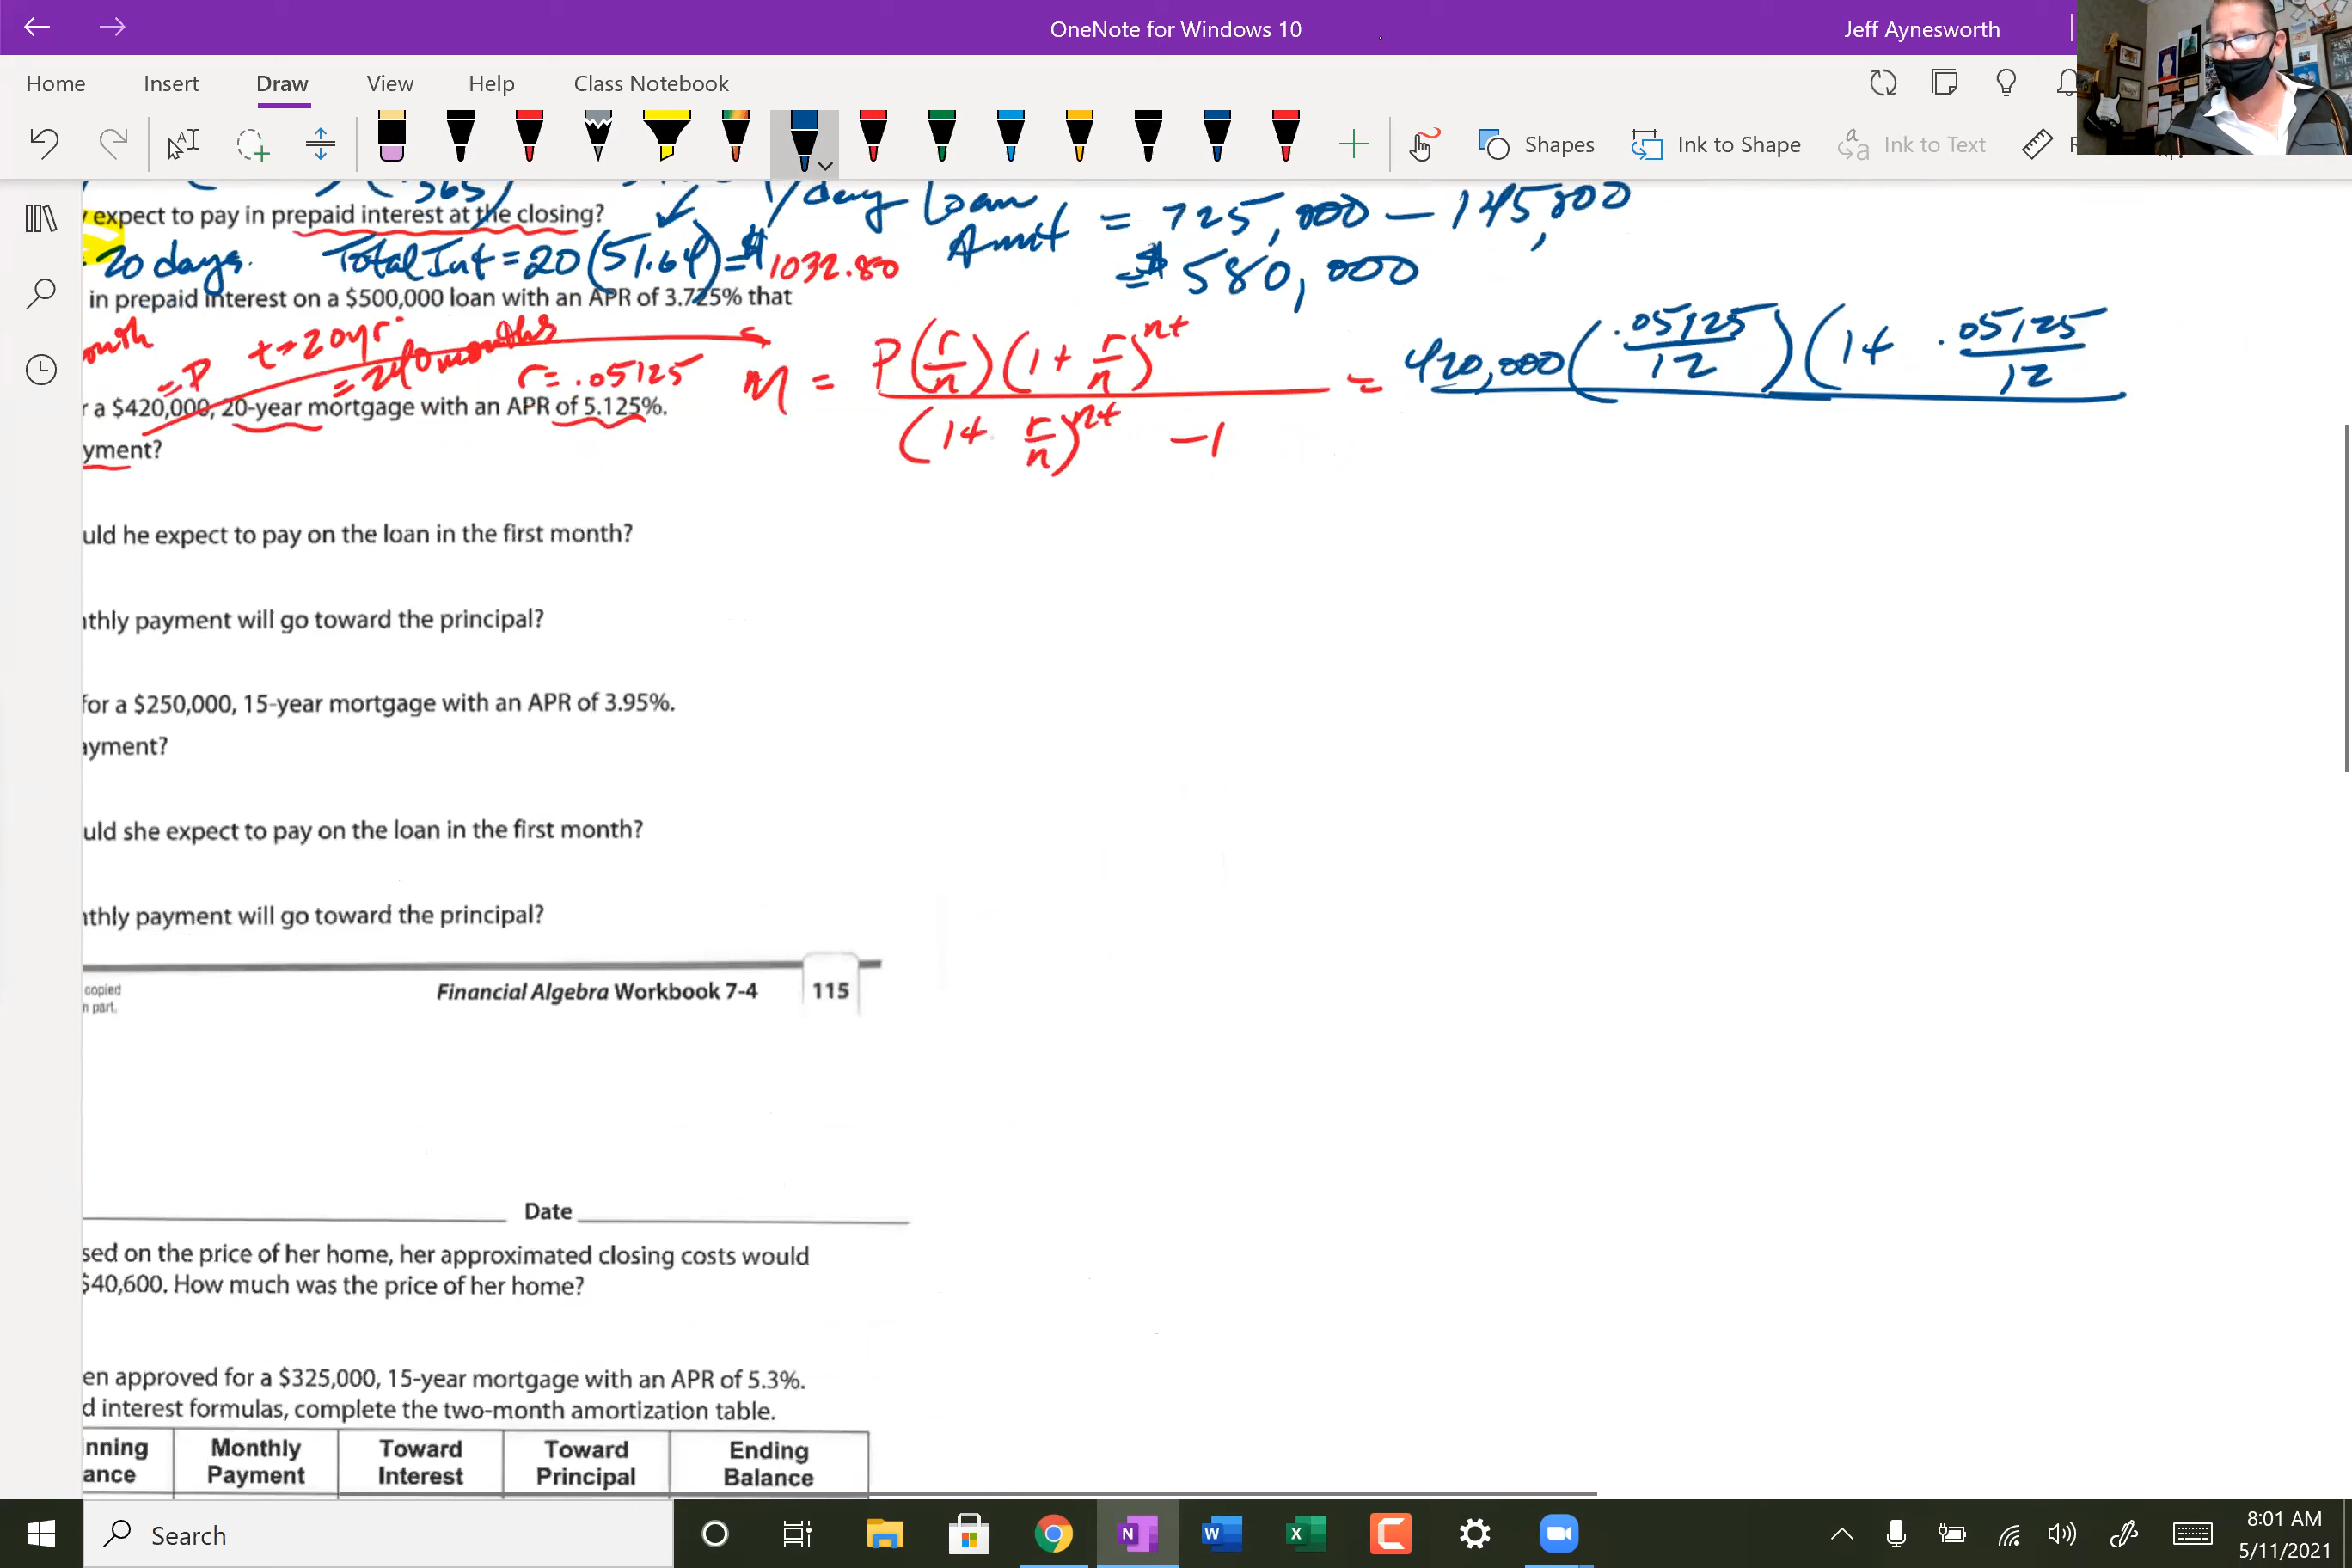 OneNote for Windows 10
Jeff Aynesworth
Home Insert Draw View Help Class Notebook
Shapes Ink to Shape Ink to Text
/day Loan Amnt = 725,000 - 145,000
expect to pay in prepaid interest at the closing?
20 days. Total Int = 20 (51.64) = $1032.80
= $580,000
in prepaid interest on a $500,000 loan with an APR of 3.725% that
= P t = 20yr = 240 months r = .05125
M = P(r/n)(1 + r/n)^nt / (1 + r/n)^nt - 1 = 420,000(.05125/12)(1 + .05125/12
r a $420,000, 20-year mortgage with an APR of 5.125%.
yment?
uld he expect to pay on the loan in the first month?
nthly payment will go toward the principal?
for a $250,000, 15-year mortgage with an APR of 3.95%.
ayment?
uld she expect to pay on the loan in the first month?
nthly payment will go toward the principal?
copied
n part.
Financial Algebra Workbook 7-4 115
Date
sed on the price of her home, her approximated closing costs would
$40,600. How much was the price of her home?
en approved for a $325,000, 15-year mortgage with an APR of 5.3%.
d interest formulas, complete the two-month amortization table.
inning Monthly Toward Toward Ending
ance Payment Interest Principal Balance
Search
8:01 AM
5/11/2021